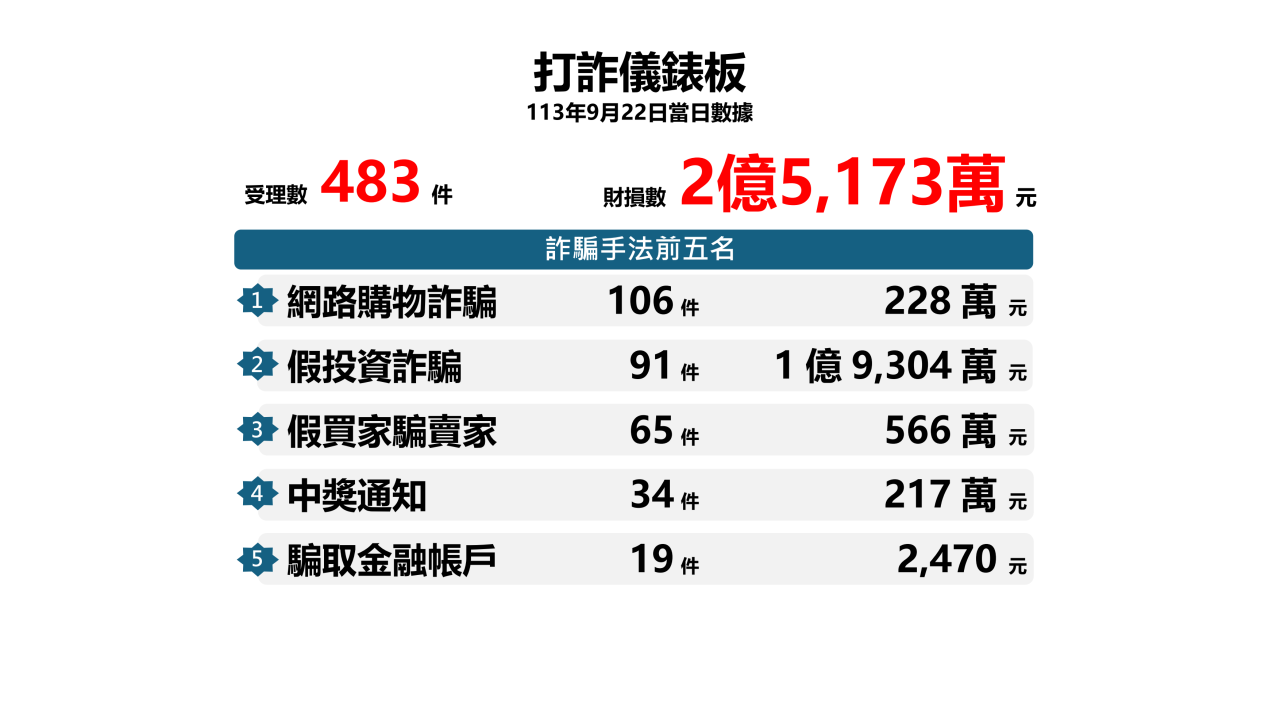 打詐儀錶板
113年9月22日當日數據
受理數 483 件 財損數 2億5,173萬 元
詐騙手法前五名
1 網路購物詐騙 106 件 228 萬 元
2 假投資詐騙 91 件 1 億 9,304 萬 元
3 假買家騙賣家 65 件 566 萬 元
4 中獎通知 34 件 217 萬 元
5 騙取金融帳戶 19 件 2,470 元